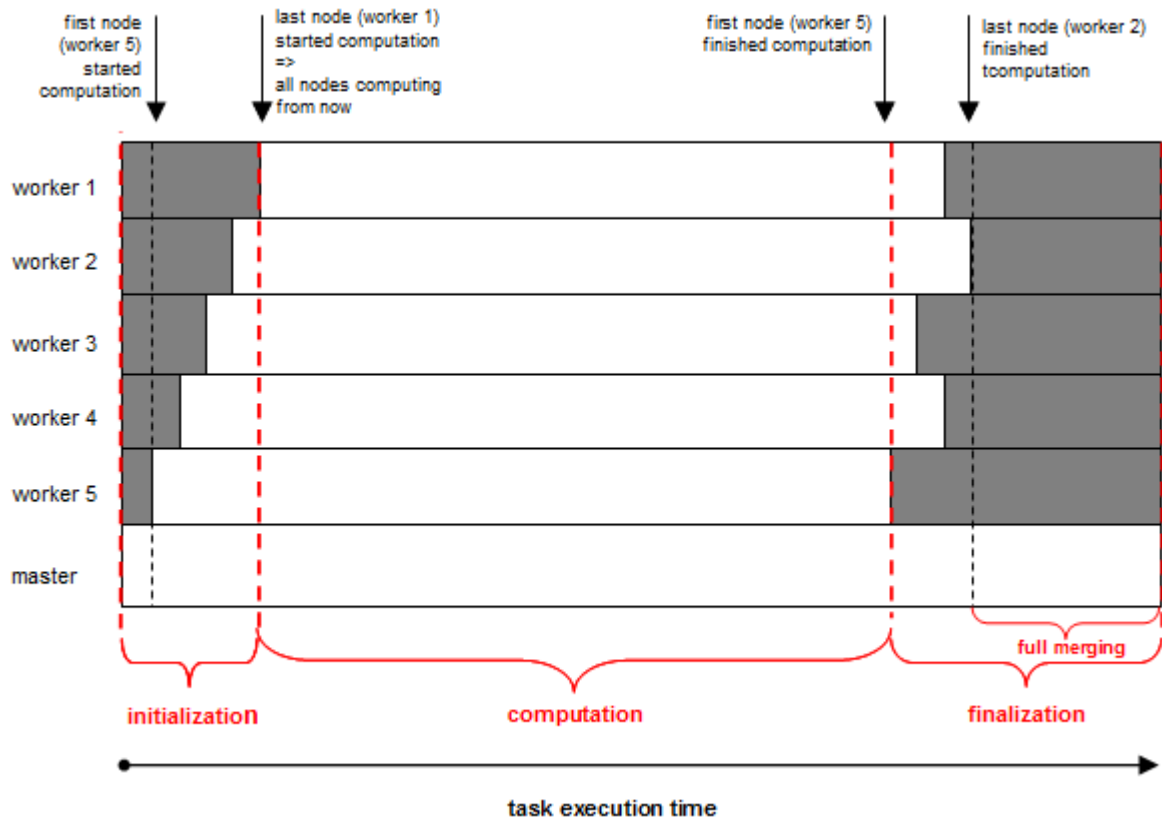 first node
(worker 5)
started
computation
last node (worker 1)
started computation
=>
all nodes computing
from now
first node (worker 5)
finished computation
last node (worker 2)
finished
tcomputation
worker 1
worker 2
worker 3
worker 4
worker 5
master
full merging
initialization
computation
finalization
task execution time